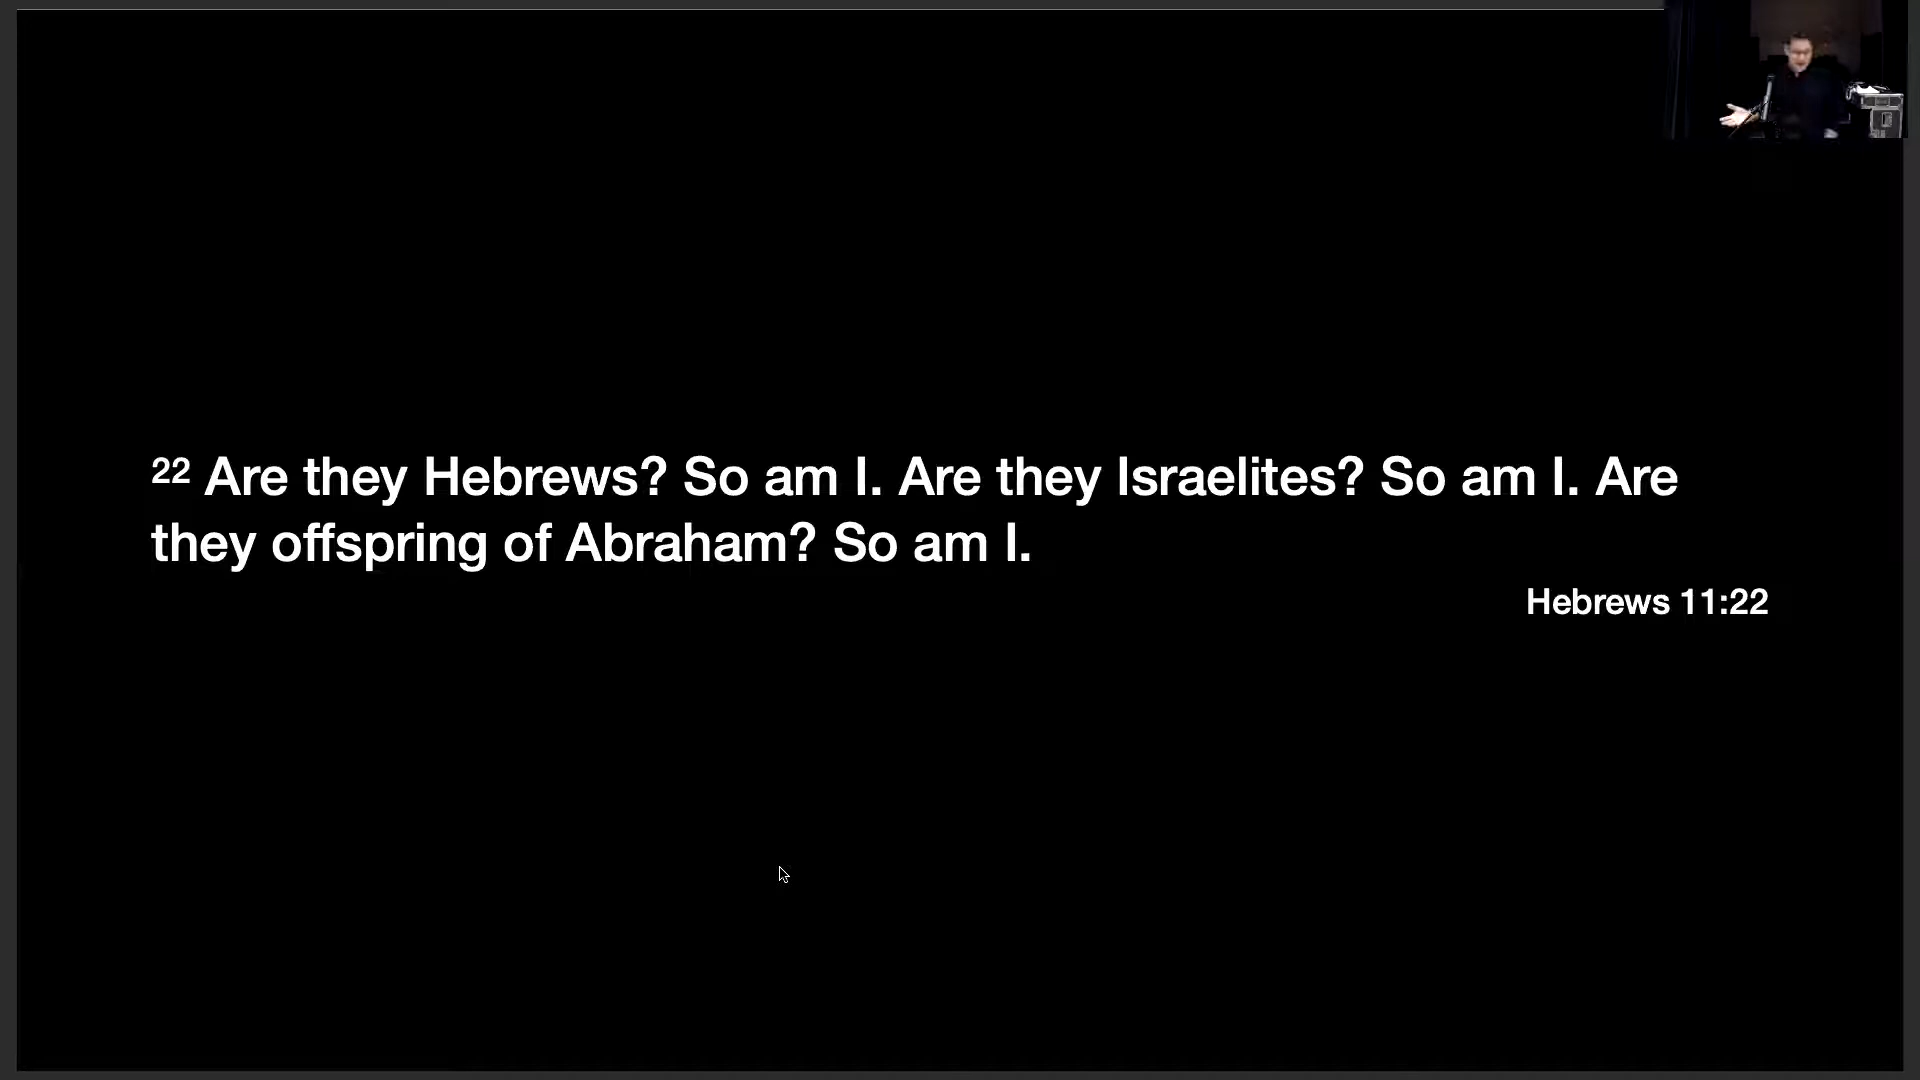 22 Are they Hebrews? So am I. Are they Israelites? So am I. Are
they offspring of Abraham? So am I.
Hebrews 11:22